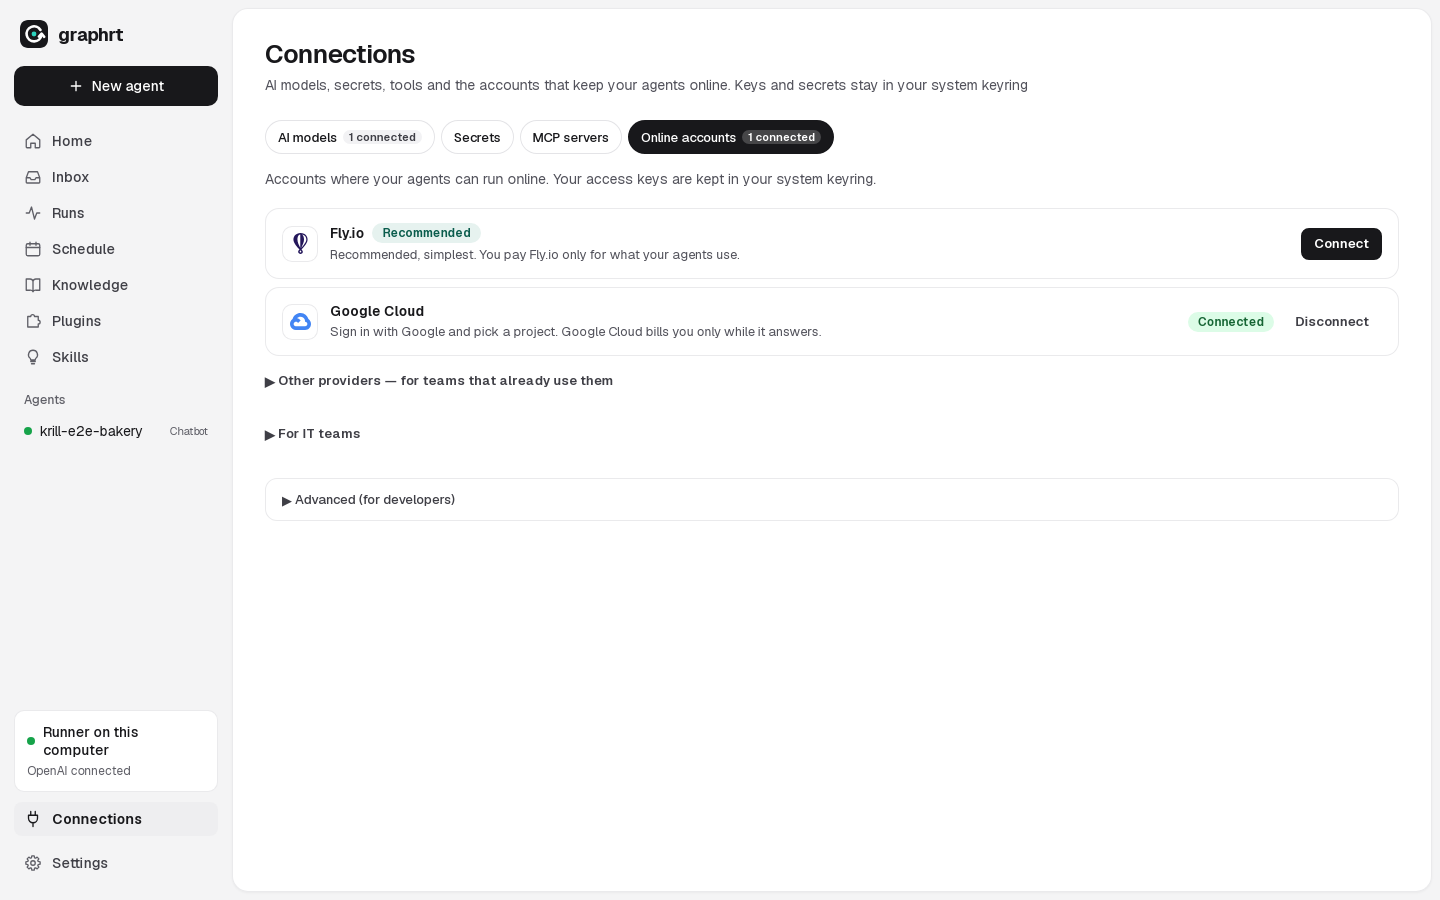 graphrt
New agent
Home
Inbox
Runs
Schedule
Knowledge
Plugins
Skills
Agents
krill-e2e-bakery Chatbot
Runner on this
computer
OpenAI connected
Connections
Settings
Connections
AI models, secrets, tools and the accounts that keep your agents online. Keys and secrets stay in your system keyring
AI models 1 connected Secrets MCP servers Online accounts 1 connected
Accounts where your agents can run online. Your access keys are kept in your system keyring.
Fly.io Recommended
Recommended, simplest. You pay Fly.io only for what your agents use.
Connect
Google Cloud
Sign in with Google and pick a project. Google Cloud bills you only while it answers.
Connected Disconnect
▶ Other providers — for teams that already use them
▶ For IT teams
▶ Advanced (for developers)